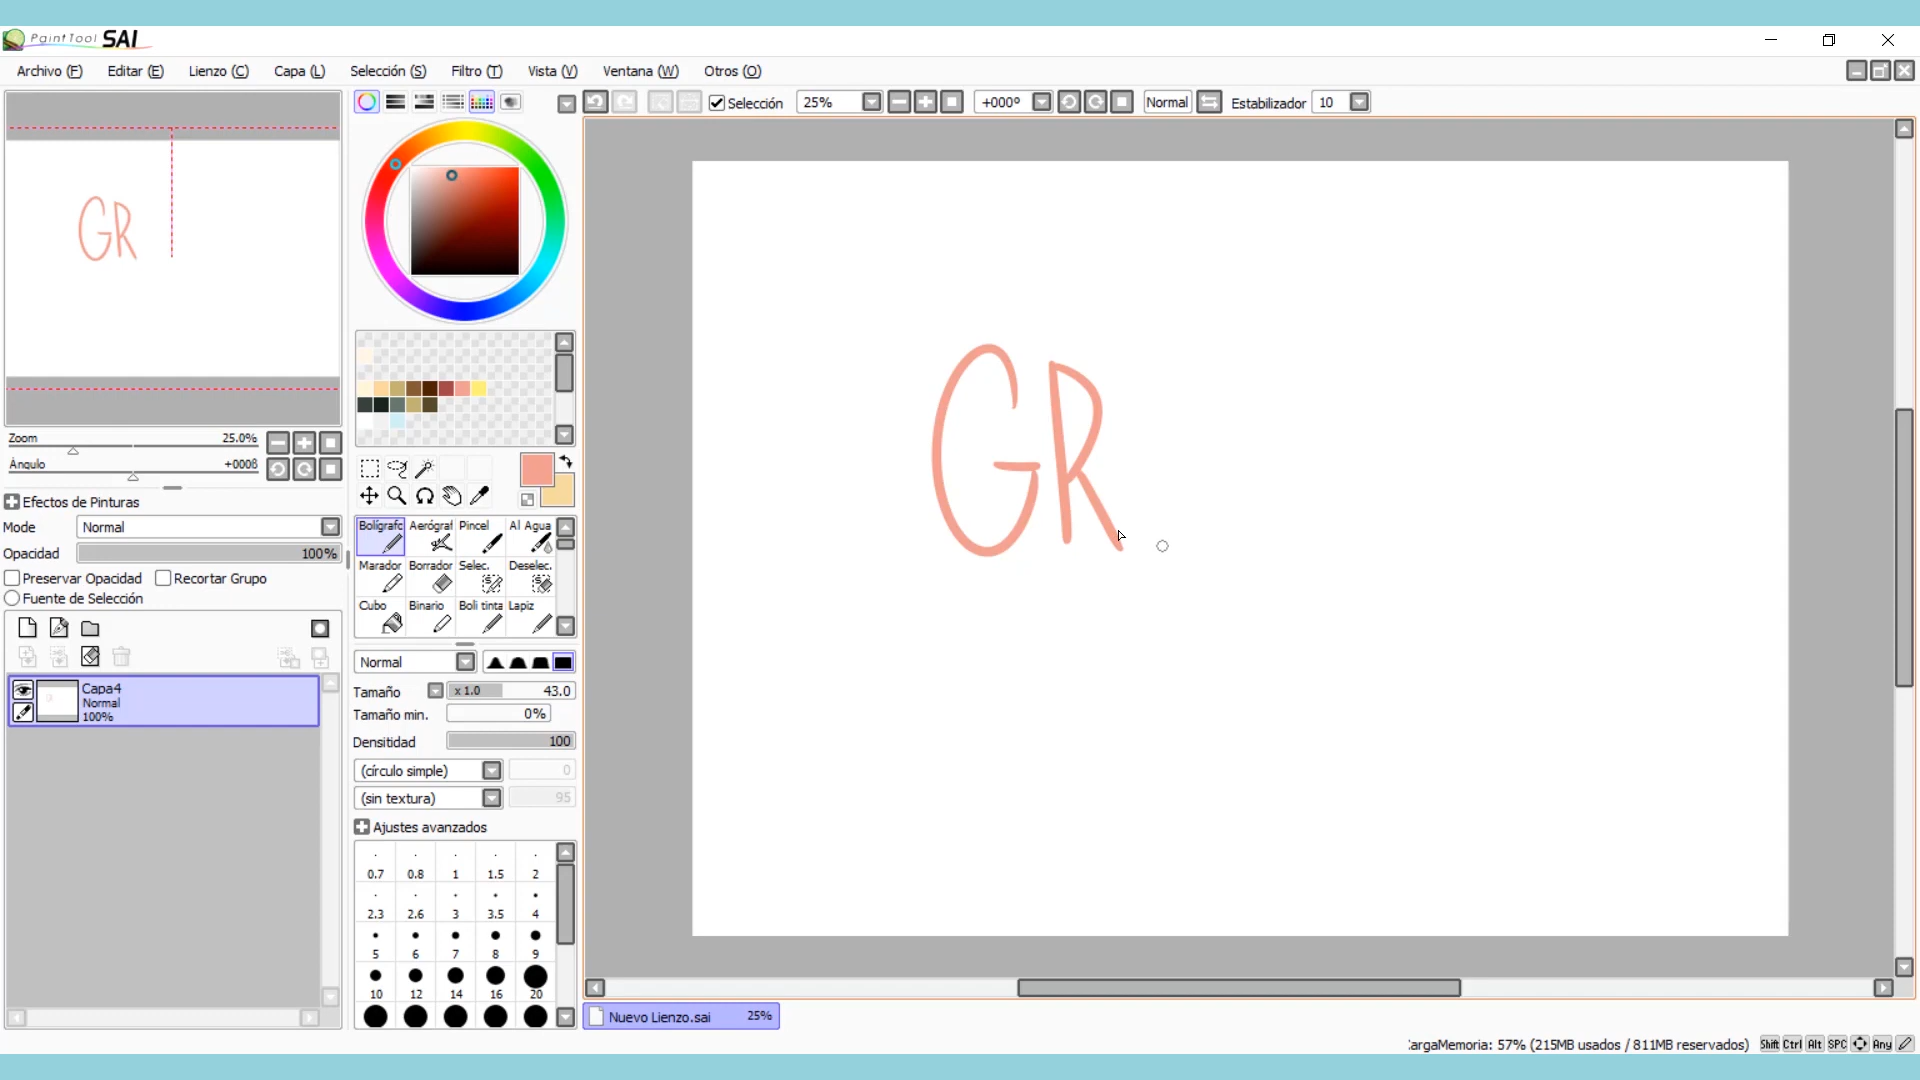 PaintTool SAI
Archivo (F) Editar (E) Lienzo (C) Capa (L) Selección (S) Filtro (T) Vista (V) Ventana (W) Otros (O)
Selección 25% +000º Normal Estabilizador 10
GR
GR
Zoom 25.0%
Ángulo +000ß
Efectos de Pinturas
Mode Normal
Opacidad 100%
Preservar Opacidad Recortar Grupo
Fuente de Selección
Capa4
Normal
100%
Bolígrafc Aerógraf Pincel Al Agua
Marador Borrador Selec. Deselec.
Cubo Binario Boli tinta Lapiz
Normal
Tamaño x 1.0 43.0
Tamaño min. 0%
Densitidad 100
(círculo simple) 0
(sin textura) 95
Ajustes avanzados
0.7 0.8 1 1.5 2
2.3 2.6 3 3.5 4
5 6 7 8 9
10 12 14 16 20
Nuevo Lienzo.sai 25%
argaMemoria: 57% (215MB usados / 811MB reservados) Shift Ctrl Alt SPC Any